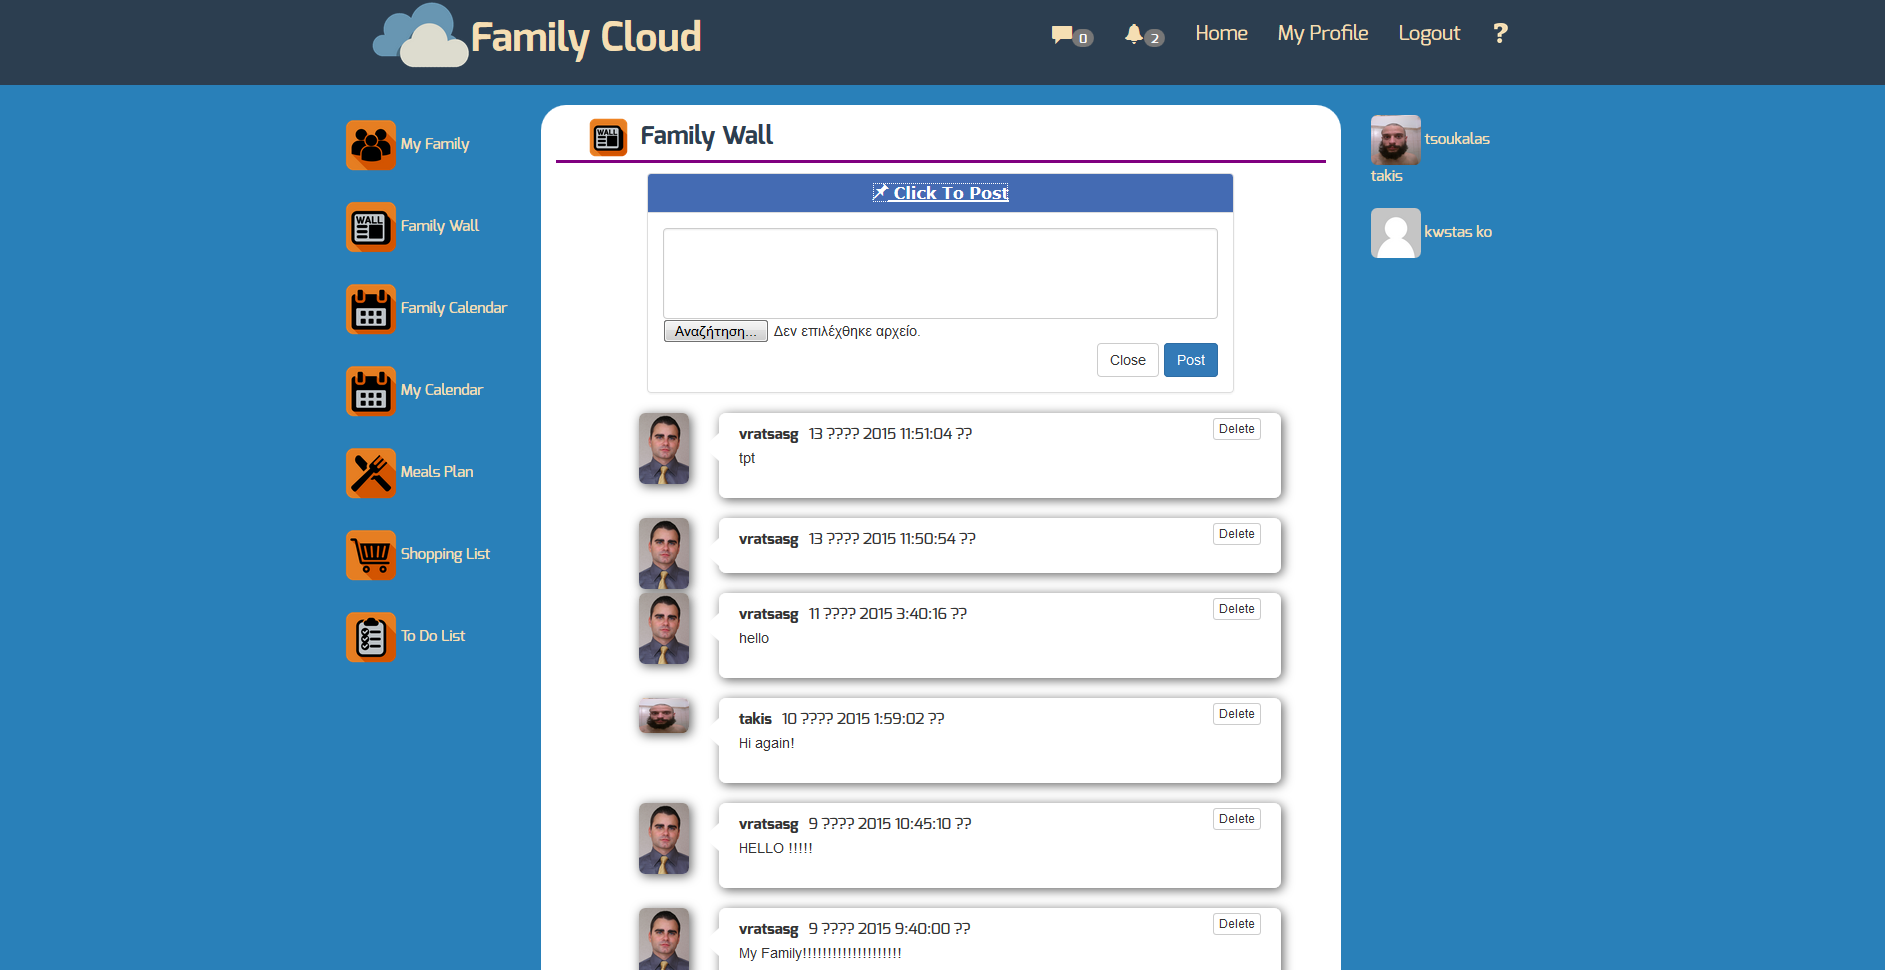 Family Cloud
0
2
Home
My Profile
Logout
?
My Family
WALL
Family Wall
Family Calendar
My Calendar
Meals Plan
Shopping List
To Do List
WALL
Family Wall
Click To Post
Αναζήτηση... Δεν επιλέχθηκε αρχείο.
Close
Post
vratsasg 13 ???? 2015 11:51:04 ??
Delete
tpt
vratsasg 13 ???? 2015 11:50:54 ??
Delete
vratsasg 11 ???? 2015 3:40:16 ??
Delete
hello
takis 10 ???? 2015 1:59:02 ??
Delete
Hi again!
vratsasg 9 ???? 2015 10:45:10 ??
Delete
HELLO !!!!!
vratsasg 9 ???? 2015 9:40:00 ??
Delete
My Family!!!!!!!!!!!!!!!!!!!!
tsoukalas
takis
kwstas ko